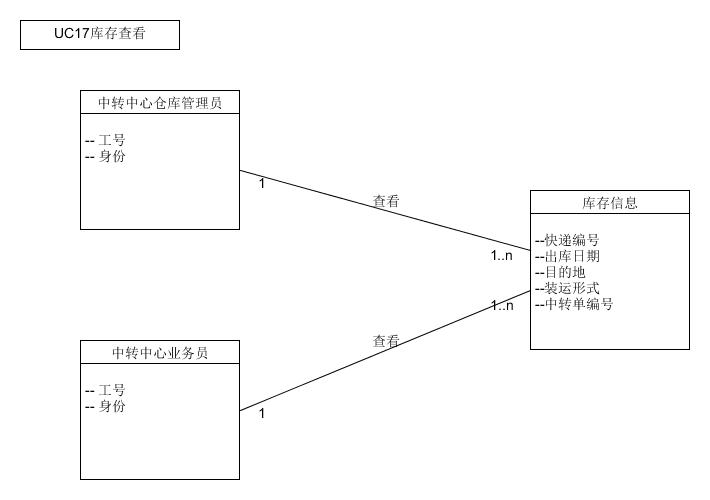 UC17库存查看
中转中心仓库管理员
-- 工号
-- 身份
1
查看
1..n
库存信息
--快递编号
--出库日期
--目的地
--装运形式
--中转单编号
1..n
查看
中转中心业务员
-- 工号
-- 身份
1